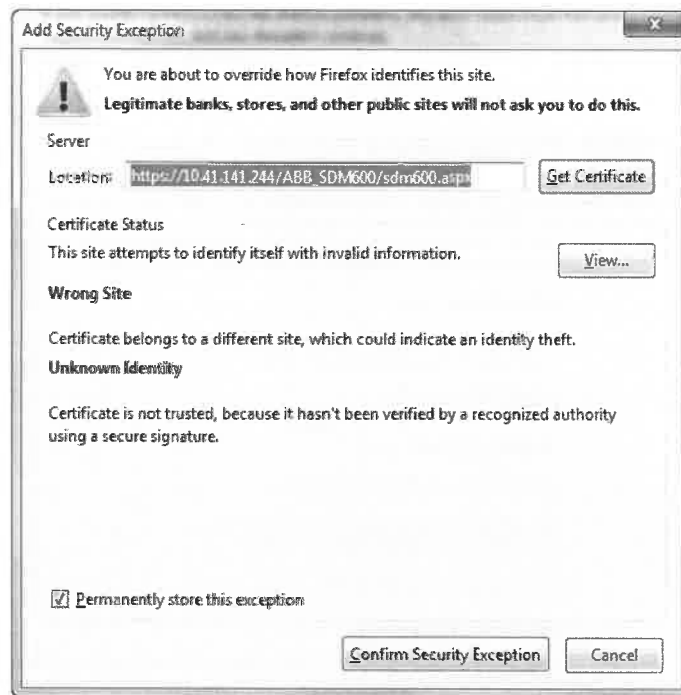 Add Security Exception
You are about to override how Firefox identifies this site.
Legitimate banks, stores, and other public sites will not ask you to do this.
Server
Location: https://10.41.141.244/ABB_SDM600/sdm600.aspx Get Certificate
Certificate Status
This site attempts to identify itself with invalid information. View...
Wrong Site
Certificate belongs to a different site, which could indicate an identity theft.
Unknown Identity
Certificate is not trusted, because it hasn't been verified by a recognized authority
using a secure signature.
Permanently store this exception
Confirm Security Exception Cancel